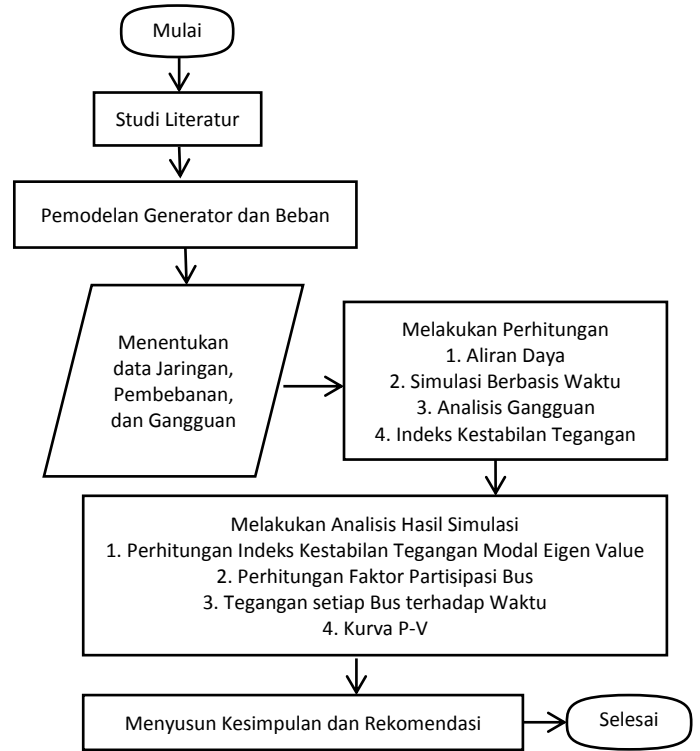 Mulai
Studi Literatur
Pemodelan Generator dan Beban
Menentukan
data Jaringan,
Pembebanan,
dan Gangguan
Melakukan Perhitungan
1. Aliran Daya
2. Simulasi Berbasis Waktu
3. Analisis Gangguan
4. Indeks Kestabilan Tegangan
Melakukan Analisis Hasil Simulasi
1. Perhitungan Indeks Kestabilan Tegangan Modal Eigen Value
2. Perhitungan Faktor Partisipasi Bus
3. Tegangan setiap Bus terhadap Waktu
4. Kurva P-V
Menyusun Kesimpulan dan Rekomendasi
Selesai